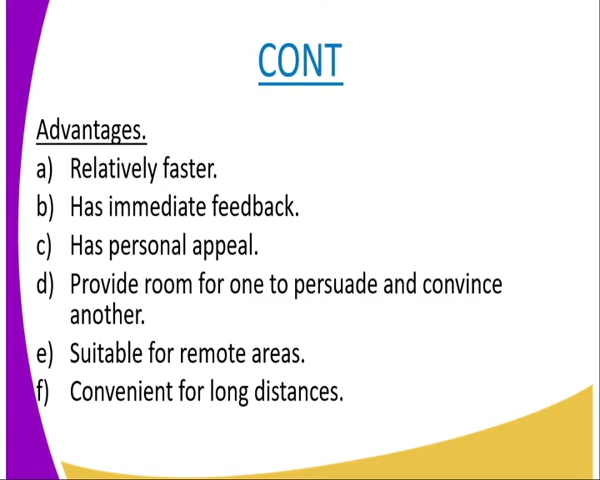 CONT
Advantages.
a) Relatively faster.
b) Has immediate feedback.
c) Has personal appeal.
d) Provide room for one to persuade and convince
another.
e) Suitable for remote areas.
f) Convenient for long distances.